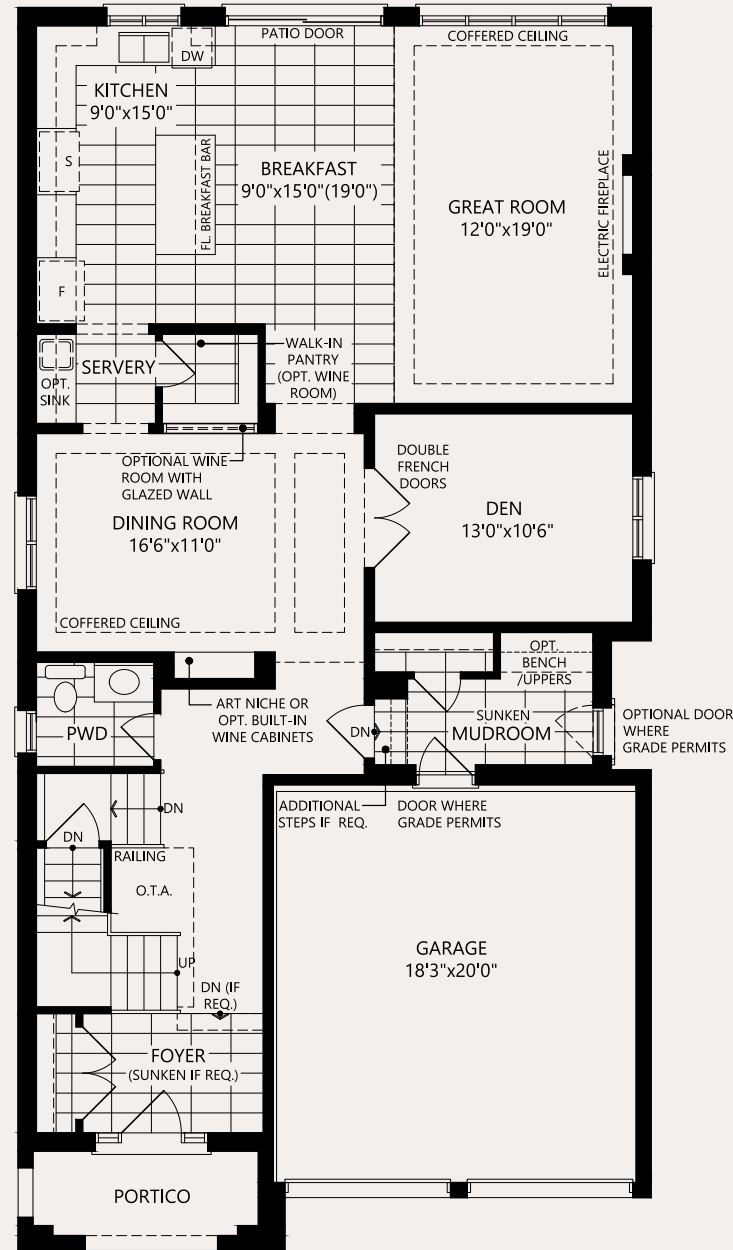 PATIO DOOR
COFFERED CEILING
DW
KITCHEN
9'0"x15'0"
S
FL. BREAKFAST BAR
BREAKFAST
9'0"x15'0"(19'0")
GREAT ROOM
12'0"x19'0"
ELECTRIC FIREPLACE
F
OPT.
SINK
SERVERY
WALK-IN
PANTRY
(OPT. WINE
ROOM)
OPTIONAL WINE
ROOM WITH
GLAZED WALL
DINING ROOM
16'6"x11'0"
COFFERED CEILING
DOUBLE
FRENCH
DOORS
DEN
13'0"x10'6"
OPT.
BENCH
/UPPERS
PWD
ART NICHE OR
OPT. BUILT-IN
WINE CABINETS
DN
SUNKEN
MUDROOM
OPTIONAL DOOR
WHERE
GRADE PERMITS
ADDITIONAL
STEPS IF REQ.
DOOR WHERE
GRADE PERMITS
DN
DN
RAILING
O.T.A.
UP
DN (IF
REQ.)
GARAGE
18'3"x20'0"
FOYER
(SUNKEN IF REQ.)
PORTICO